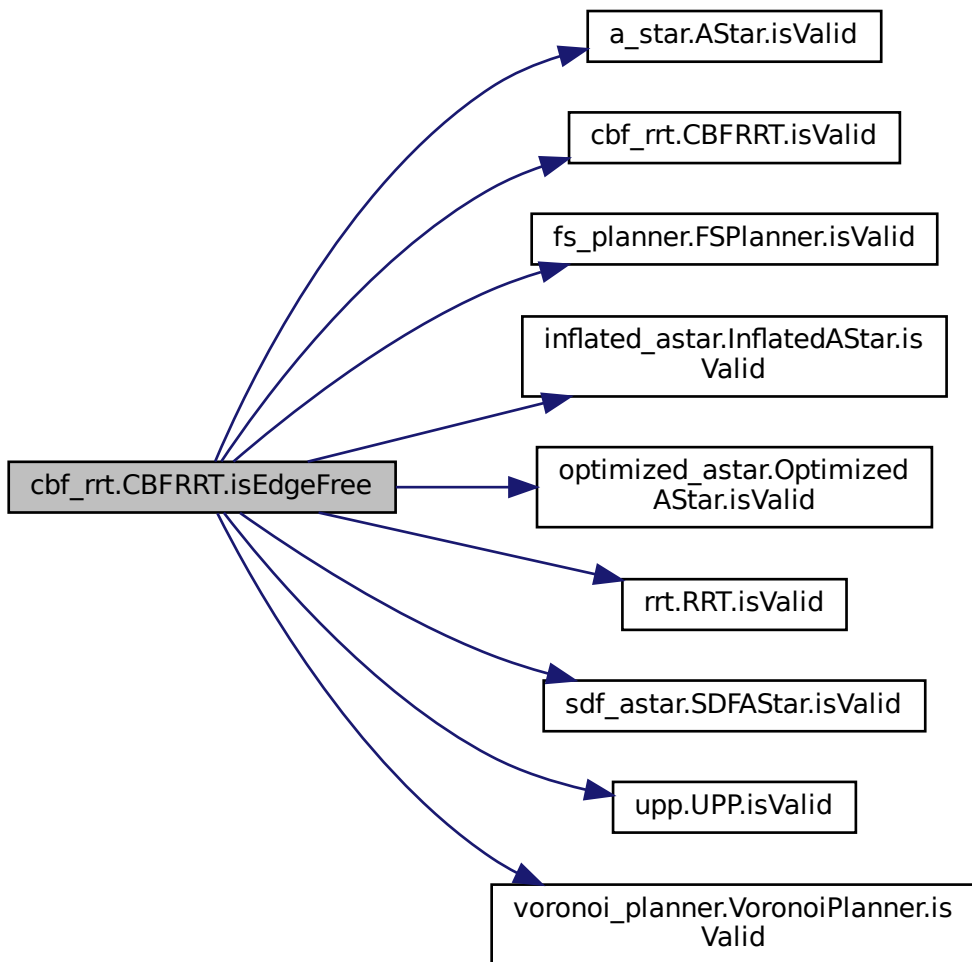 a_star.AStar.isValid
cbf_rrt.CBFRRT.isValid
fs_planner.FSPlanner.isValid
inflated_astar.InflatedAStar.is
Valid
cbf_rrt.CBFRRT.isEdgeFree
optimized_astar.Optimized
AStar.isValid
rrt.RRT.isValid
sdf_astar.SDFAStar.isValid
upp.UPP.isValid
voronoi_planner.VoronoiPlanner.is
Valid